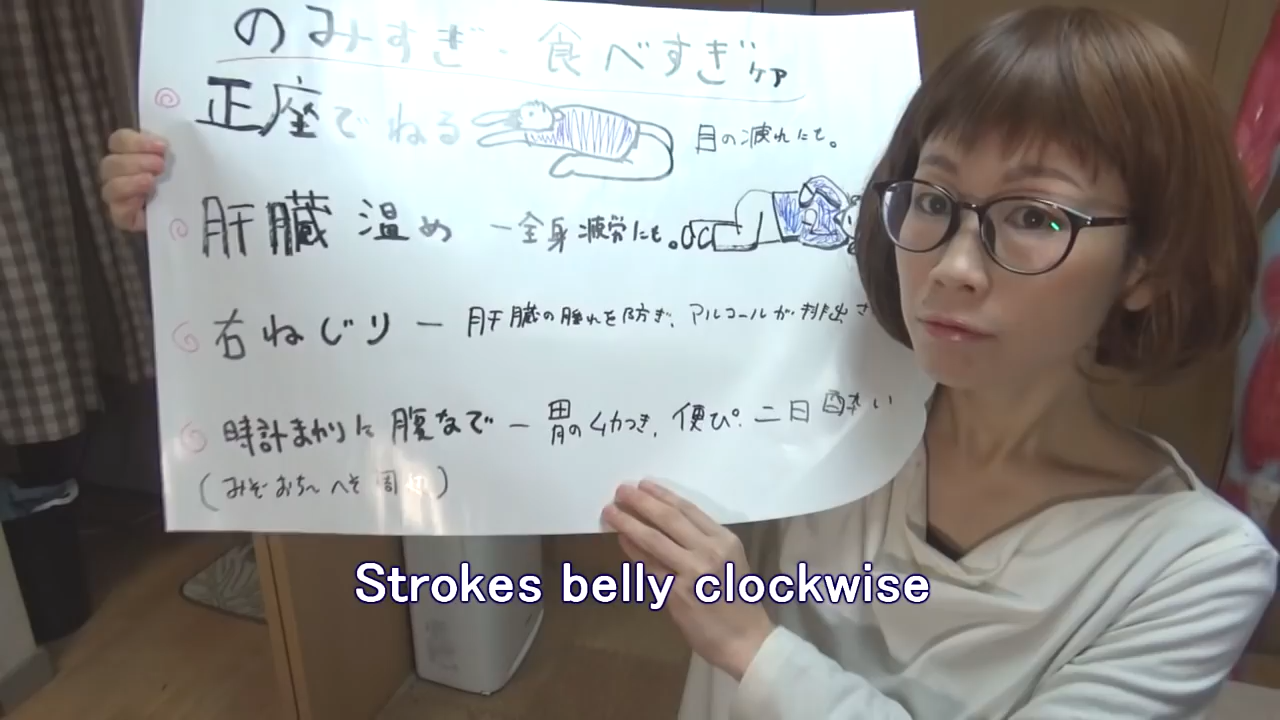 のみすぎ・食べすぎケア
正座でねる 目の疲れにも。
肝臓温め ー全身疲労にも。
右ねじり ー 肝臓の腫れを防ぎ、アルコールが排出さ
時計まわりに腹なで ー 胃のムカつき、便ぴ、二日酔い
(みぞおち〜へそ周
Strokes belly clockwise